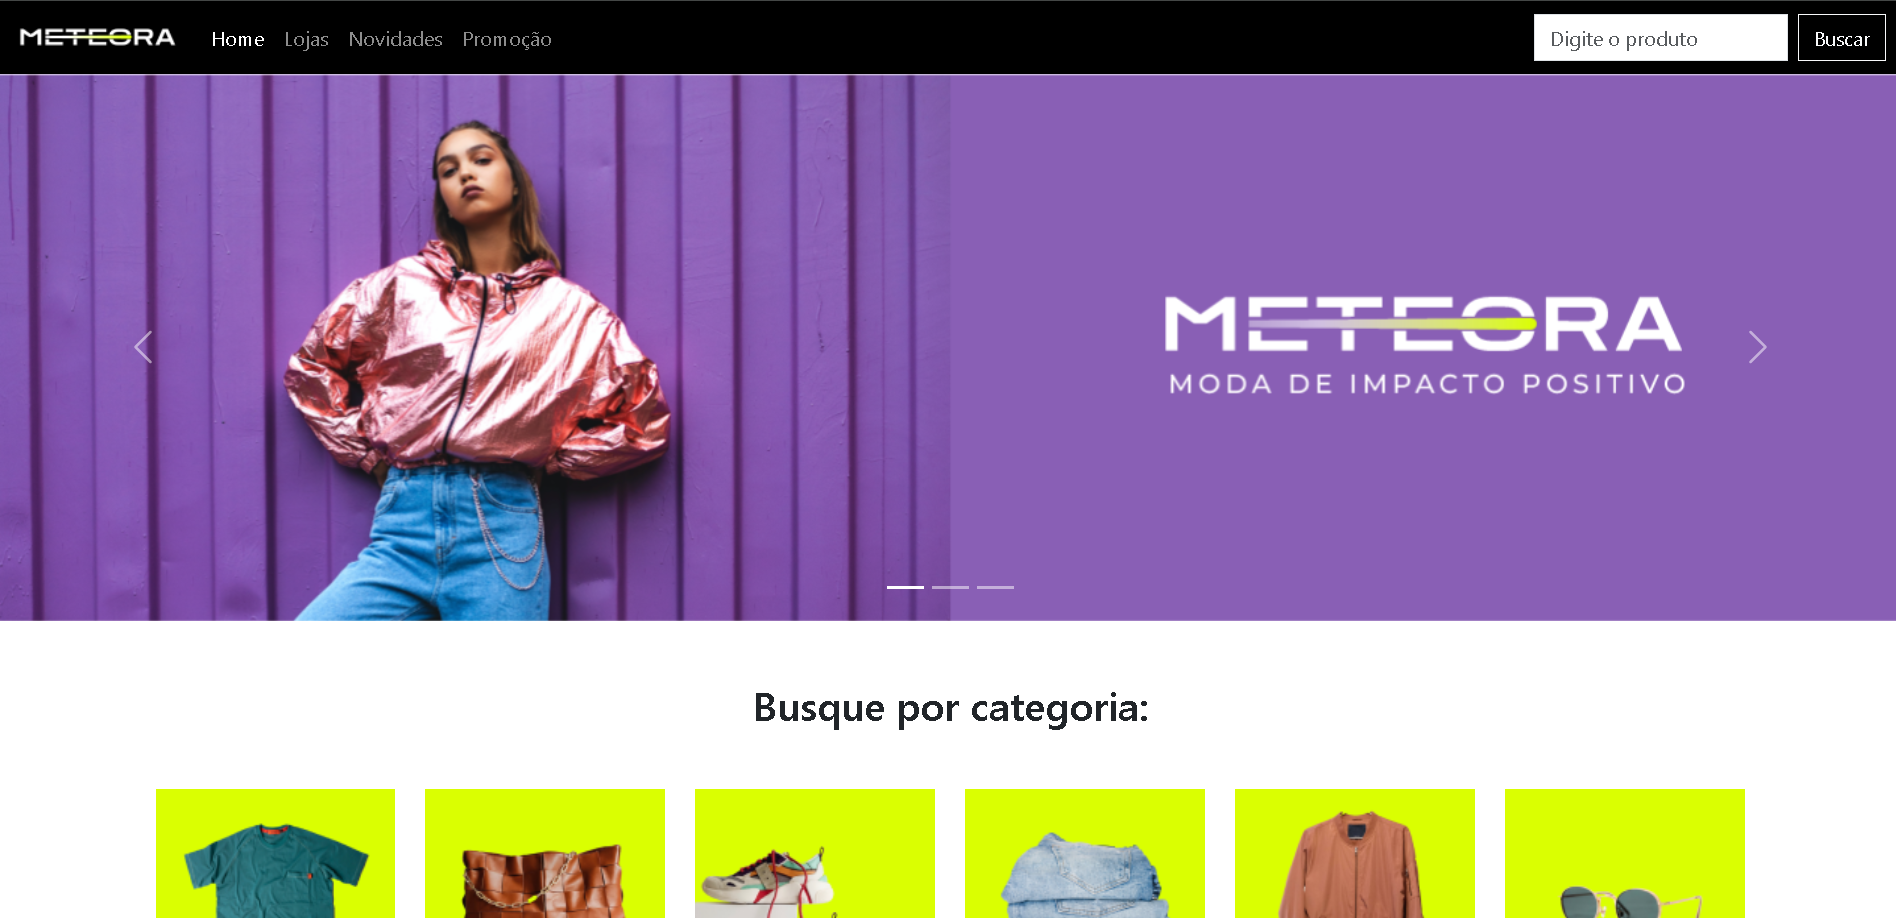 METEORA
Home
Lojas
Novidades
Promoção
Digite o produto
Buscar
METEORA
MODA DE IMPACTO POSITIVO
Busque por categoria: